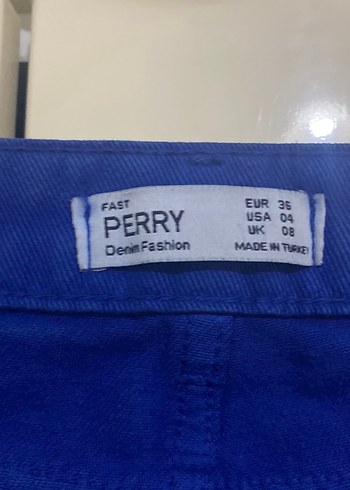 FAST
PERRY
Denim Fashion
EUR 36
USA 04
UK 08
MADE IN TURKEY